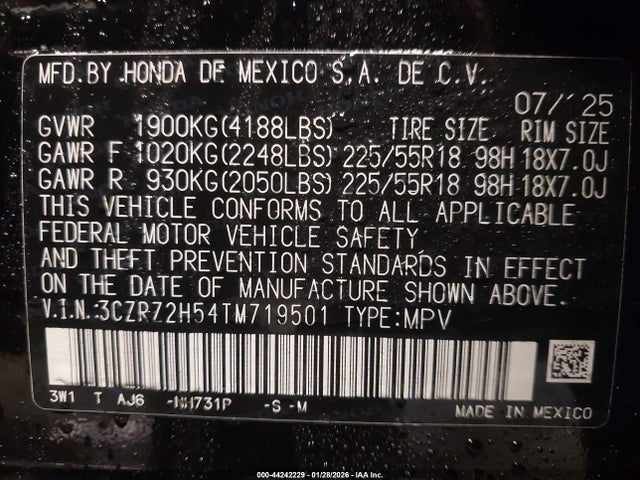 MFD.BY HONDA DE MEXICO S.A. DE C.V.
07/'25
GVWR 1900KG(4188LBS) TIRE SIZE RIM SIZE
GAWR F 1020KG(2248LBS) 225/55R18 98H 18X7.0J
GAWR R 930KG(2050LBS) 225/55R18 98H 18X7.0J
THIS VEHICLE CONFORMS TO ALL APPLICABLE
FEDERAL MOTOR VEHICLE SAFETY,
AND THEFT PREVENTION STANDARDS IN EFFECT
ON THE DATE OF MANUFACTURE SHOWN ABOVE.
V.I.N.:3CZRZ2H54TM719501 TYPE:MPV
3W1 T AJ6 -NH731P -S -M
MADE IN MEXICO
000-44242229 - 01/28/2026 - IAA Inc.